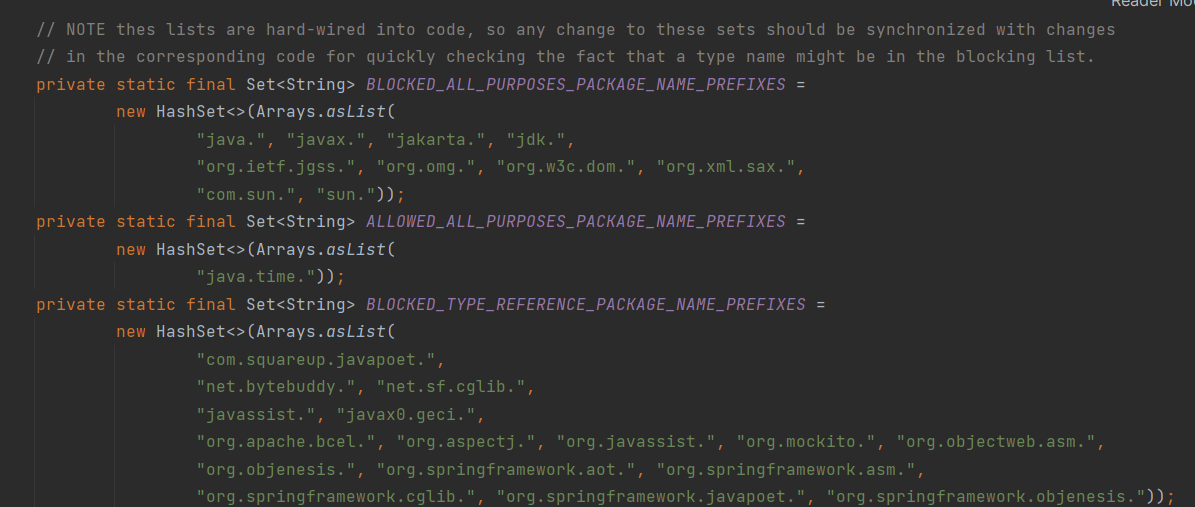 Reader Mo
// NOTE thes lists are hard-wired into code, so any change to these sets should be synchronized with changes
// in the corresponding code for quickly checking the fact that a type name might be in the blocking list.
private static final Set<String> BLOCKED_ALL_PURPOSES_PACKAGE_NAME_PREFIXES =
new HashSet<>(Arrays.asList(
"java.", "javax.", "jakarta.", "jdk.",
"org.ietf.jgss.", "org.omg.", "org.w3c.dom.", "org.xml.sax.",
"com.sun.", "sun."));
private static final Set<String> ALLOWED_ALL_PURPOSES_PACKAGE_NAME_PREFIXES =
new HashSet<>(Arrays.asList(
"java.time."));
private static final Set<String> BLOCKED_TYPE_REFERENCE_PACKAGE_NAME_PREFIXES =
new HashSet<>(Arrays.asList(
"com.squareup.javapoet.",
"net.bytebuddy.", "net.sf.cglib.",
"javassist.", "javax0.geci.",
"org.apache.bcel.", "org.aspectj.", "org.javassist.", "org.mockito.", "org.objectweb.asm.",
"org.objenesis.", "org.springframework.aot.", "org.springframework.asm.",
"org.springframework.cglib.", "org.springframework.javapoet.", "org.springframework.objenesis."));